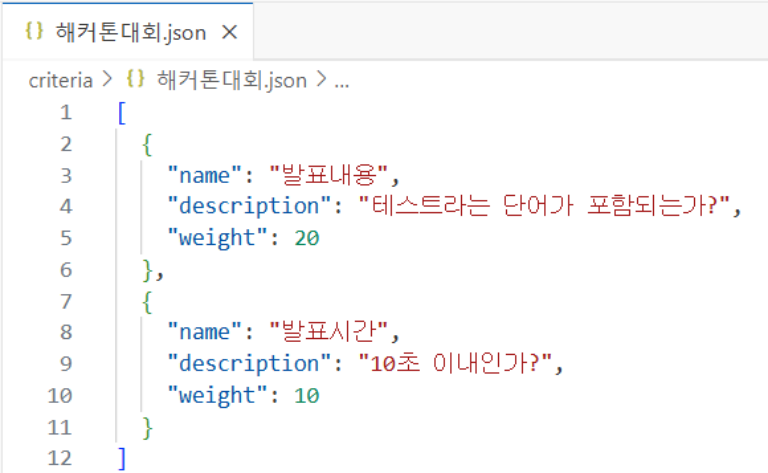 {} 해커톤대회.json ×
criteria > {} 해커톤대회.json > ...
1 [
2 {
3 "name": "발표내용",
4 "description": "테스트라는 단어가 포함되는가?",
5 "weight": 20
6 },
7 {
8 "name": "발표시간",
9 "description": "10초 이내인가?",
10 "weight": 10
11 }
12 ]